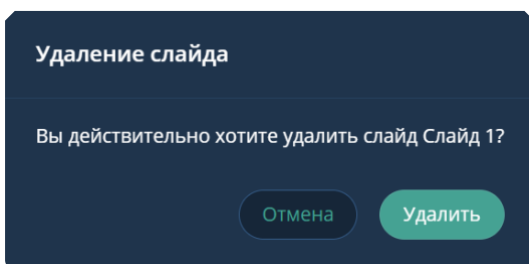 Удаление слайда
Вы действительно хотите удалить слайд Слайд 1?
Отмена Удалить